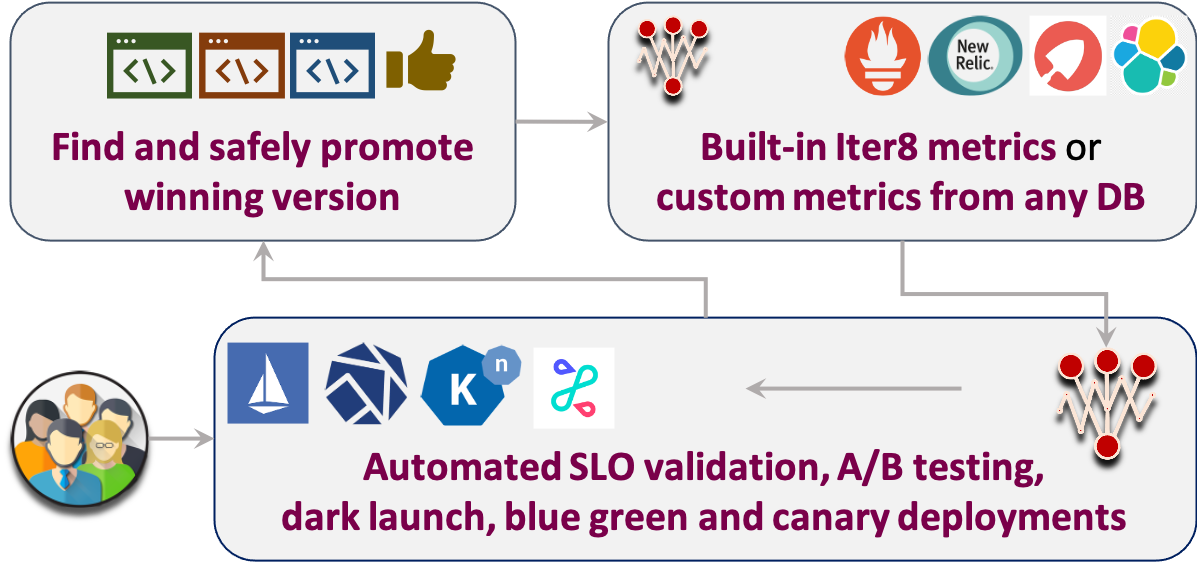 </>
</>
</>
Find and safely promote
winning version
New
Relic.
Built-in Iter8 metrics or
custom metrics from any DB
K
n
Automated SLO validation, A/B testing,
dark launch, blue green and canary deployments